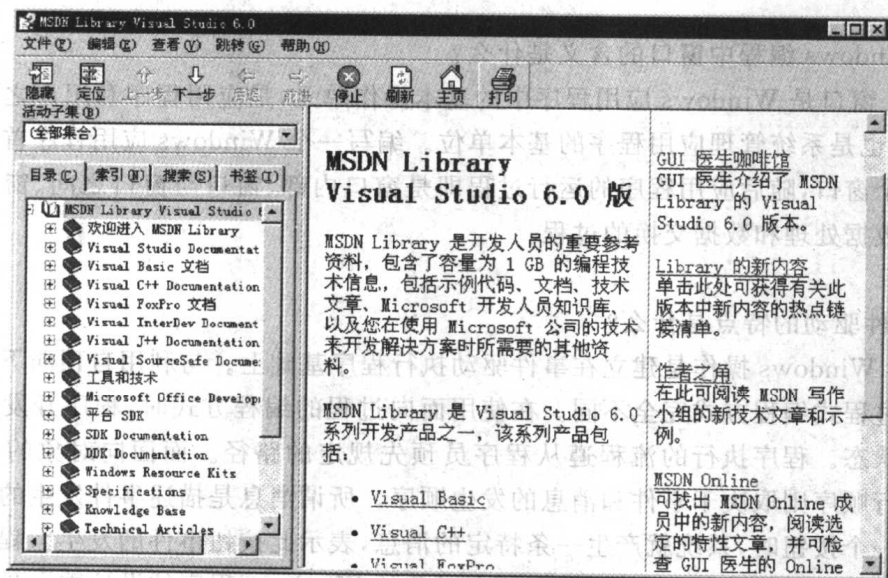 MSDN Library Visual Studio 6.0
文件(F) 编辑(E) 查看(V) 跳转(G) 帮助(H)
隐藏 定位 上一步 下一步 后退 前进 停止 刷新 主页 打印
活动子集(B)
(全部集合)
目录(C) 索引(N) 搜索(S) 书签(I)
MSDN Library Visual Studio 6
欢迎进入 MSDN Library
Visual Studio Documentat
Visual Basic 文档
Visual C++ Documentation
Visual FoxPro 文档
Visual InterDev Document
Visual J++ Documentation
Visual SourceSafe Docume
工具和技术
Microsoft Office Develop
平台 SDK
SDK Documentation
DDK Documentation
Windows Resource Kits
Specifications
Knowledge Base
Technical Articles
MSDN Library
Visual Studio 6.0 版
MSDN Library 是开发人员的重要参考
资料，包含了容量为 1 GB 的编程技
术信息，包括示例代码、文档、技术
文章、Microsoft 开发人员知识库、
以及您在使用 Microsoft 公司的技术
来开发解决方案时所需要的其他资
料。
MSDN Library 是 Visual Studio 6.0
系列开发产品之一，该系列产品包
括：
• Visual Basic
• Visual C++
• Visual FoxPro
GUI 医生咖啡馆
GUI 医生介绍了 MSDN
Library 的 Visual
Studio 6.0 版本。
Library 的新内容
单击此处可获得有关此
版本中新内容的热点链
接清单。
作者之角
在此可阅读 MSDN 写作
小组的新技术文章和示
例。
MSDN Online
可找出 MSDN Online 成
员中的新内容，阅读选
定的特性文章，并可检
查 GUI 医生的 Online